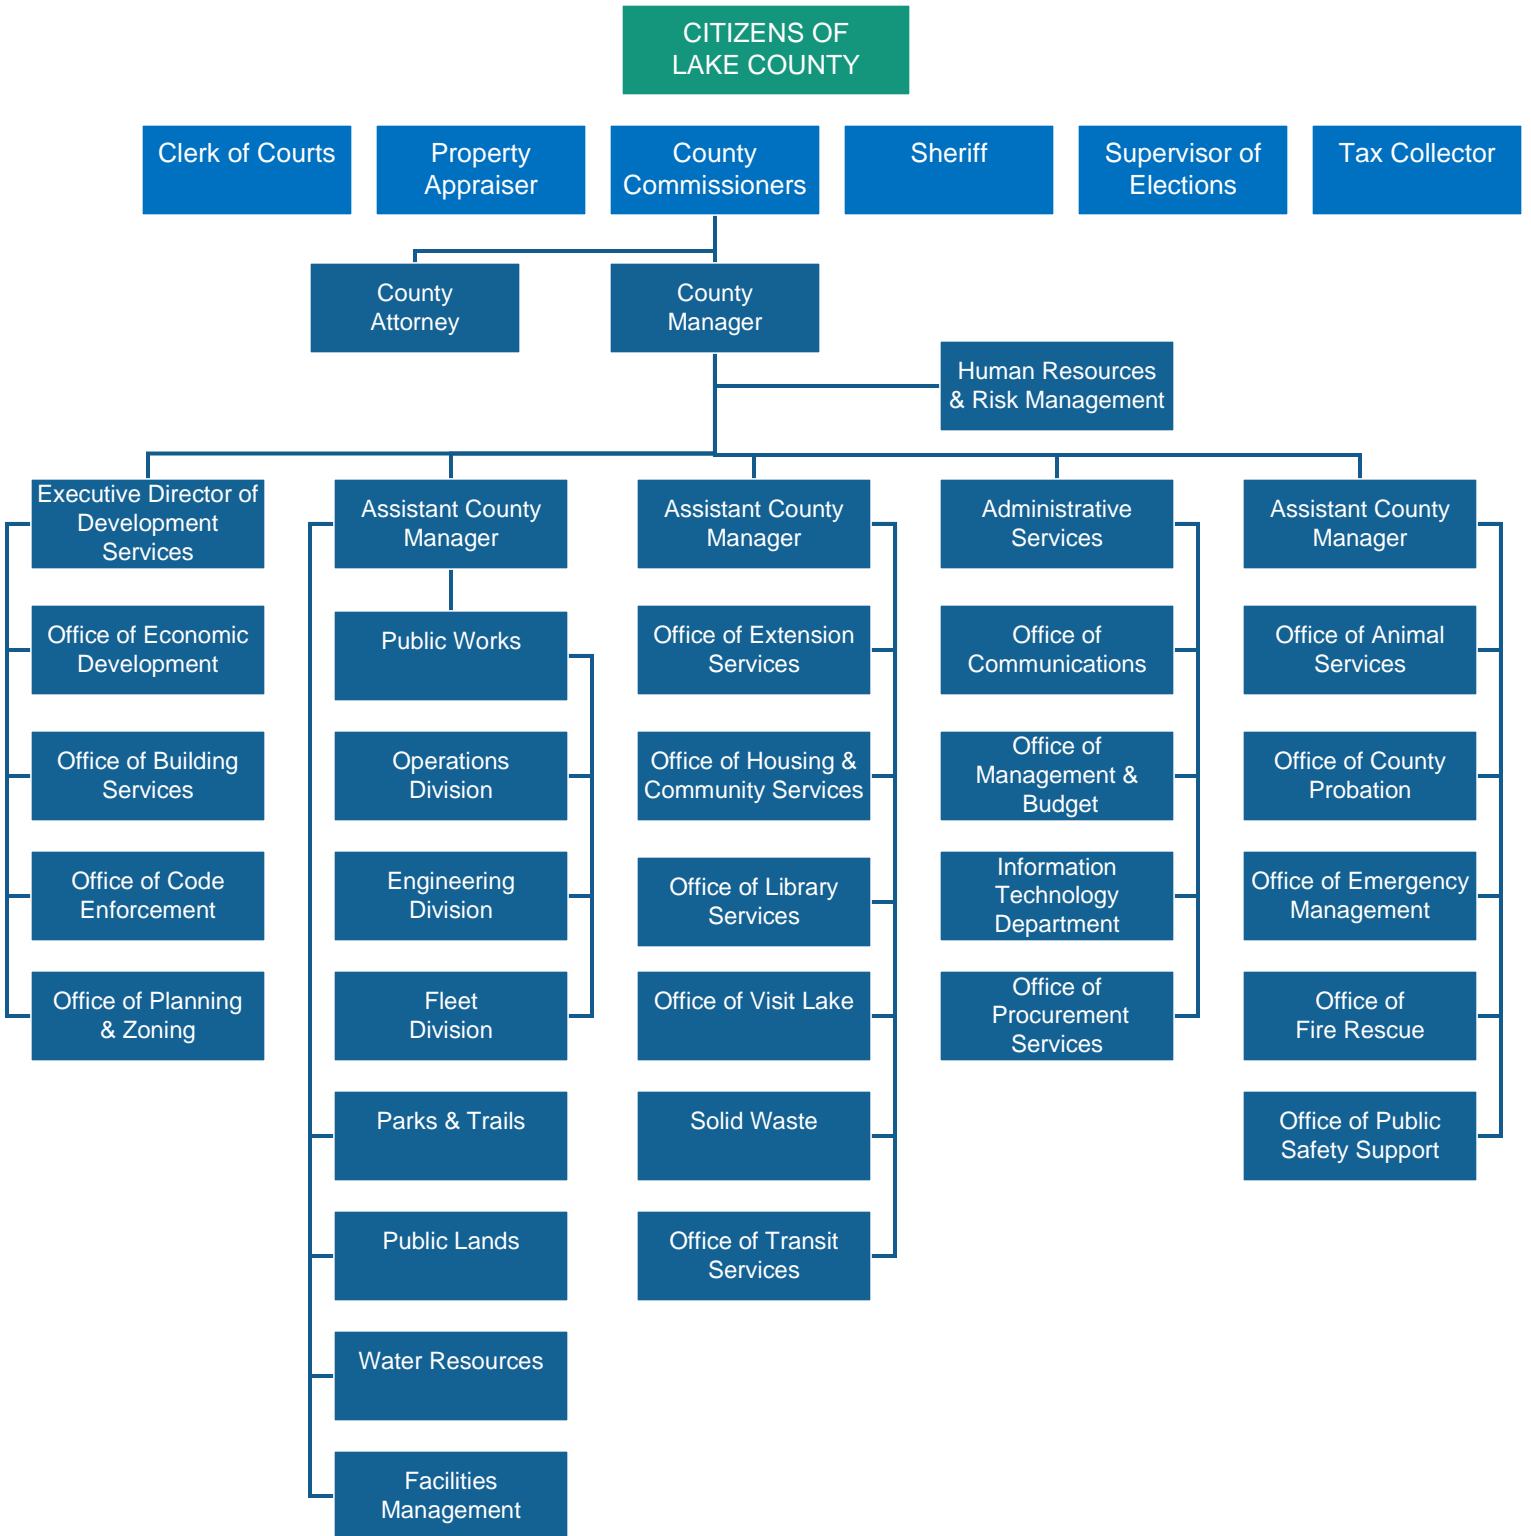 CITIZENS OF
LAKE COUNTY
Clerk of Courts
Property
Appraiser
County
Commissioners
Sheriff
Supervisor of
Elections
Tax Collector
County
Attorney
County
Manager
Human Resources
& Risk Management
Executive Director of
Development
Services
Office of Economic
Development
Office of Building
Services
Office of Code
Enforcement
Office of Planning
& Zoning
Assistant County
Manager
Public Works
Operations
Division
Engineering
Division
Fleet
Division
Parks & Trails
Public Lands
Water Resources
Facilities
Management
Assistant County
Manager
Office of Extension
Services
Office of Housing &
Community Services
Office of Library
Services
Office of Visit Lake
Solid Waste
Office of Transit
Services
Administrative
Services
Office of
Communications
Office of
Management &
Budget
Information
Technology
Department
Office of
Procurement
Services
Assistant County
Manager
Office of Animal
Services
Office of County
Probation
Office of Emergency
Management
Office of
Fire Rescue
Office of Public
Safety Support